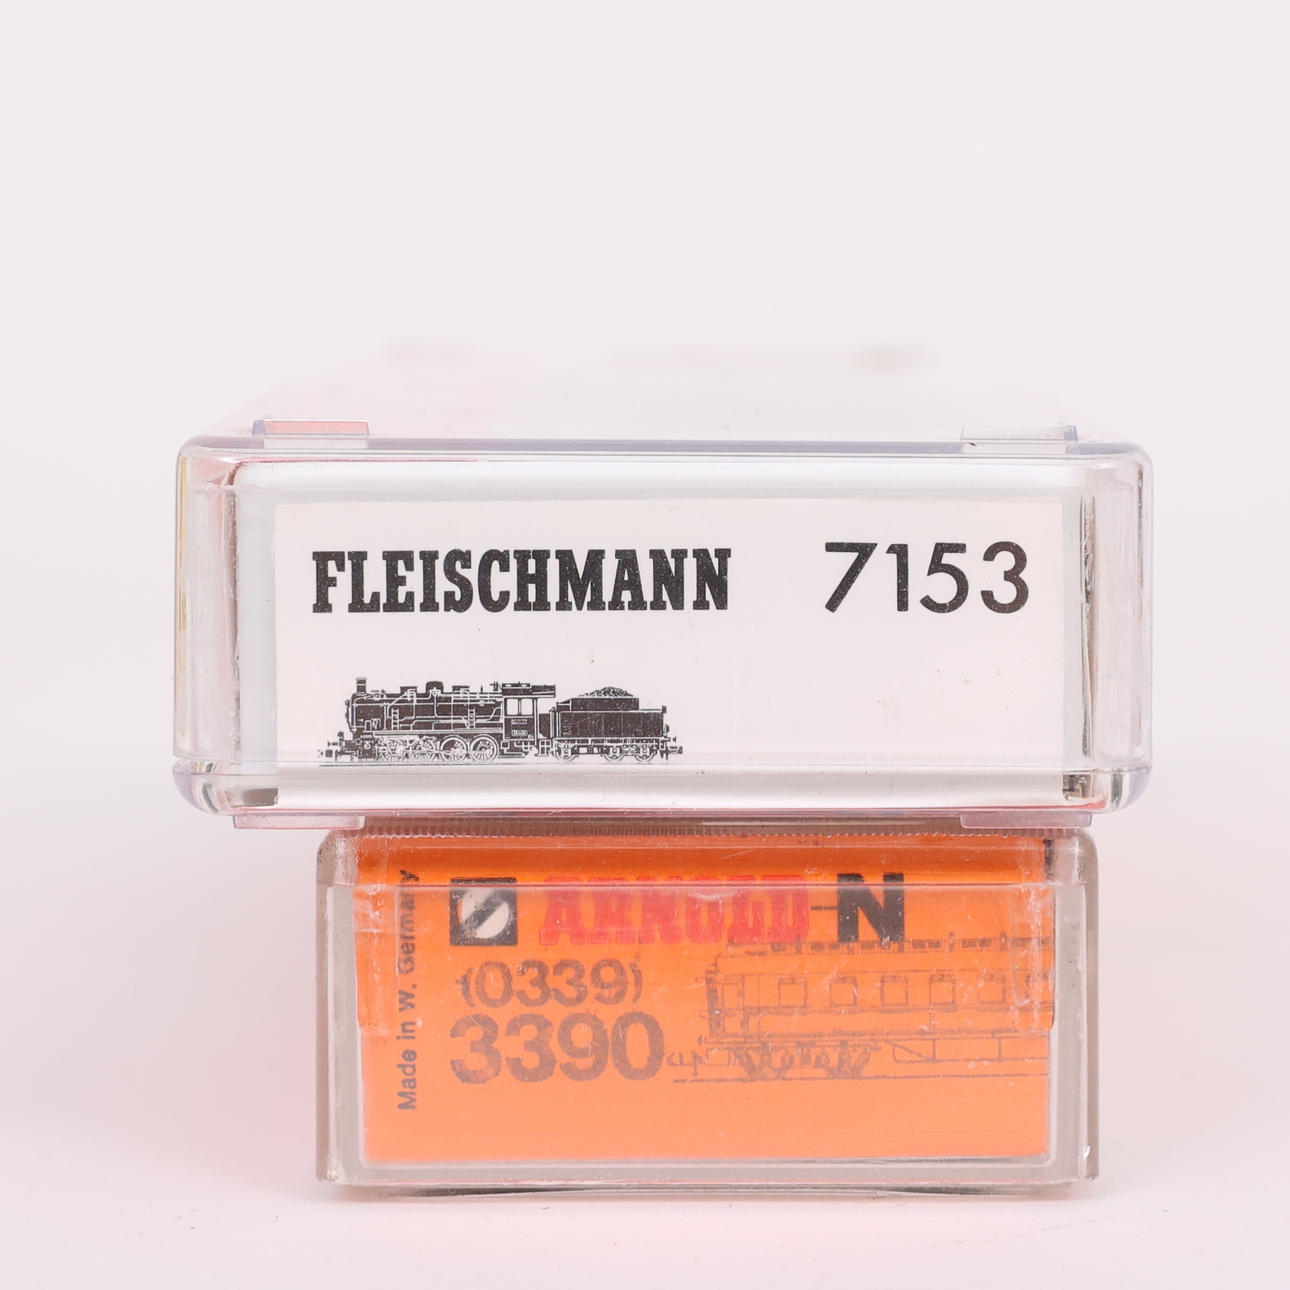 FLEISCHMANN 7153
ARNOLD-N
(0339)
3390
Made in W. Germany